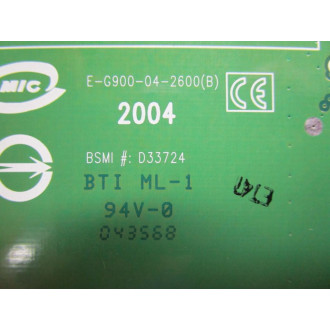 MIC
E-G900-04-2600(B)
CE
2004
BSMI #: D33724
BTI ML-1
94V-0
043568